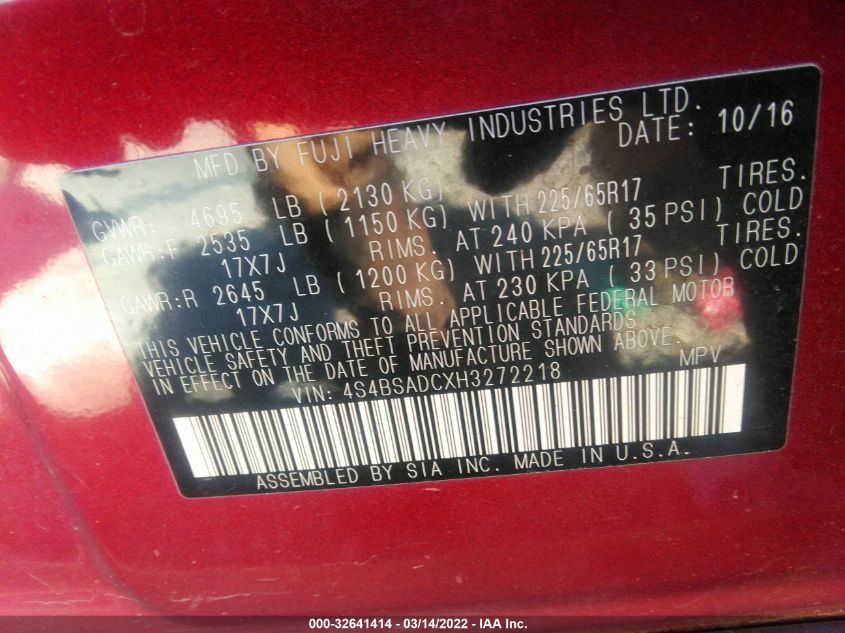 MFD BY FUJI HEAVY INDUSTRIES LTD.
DATE: 10/16
GVWR: 4695 LB (2130 KG)
GAWR:F 2535 LB (1150 KG) WITH 225/65R17 TIRES.
17X7J RIMS. AT 240 KPA (35 PSI) COLD
GAWR:R 2645 LB (1200 KG) WITH 225/65R17 TIRES.
17X7J RIMS. AT 230 KPA (33 PSI) COLD
THIS VEHICLE CONFORMS TO ALL APPLICABLE FEDERAL MOTOR
VEHICLE SAFETY AND THEFT PREVENTION STANDARDS
IN EFFECT ON THE DATE OF MANUFACTURE SHOWN ABOVE.
VIN: 4S4BSADCXH3272218 MPV
ASSEMBLED BY SIA INC. MADE IN U.S.A.
000-32641414 - 03/14/2022 - IAA Inc.